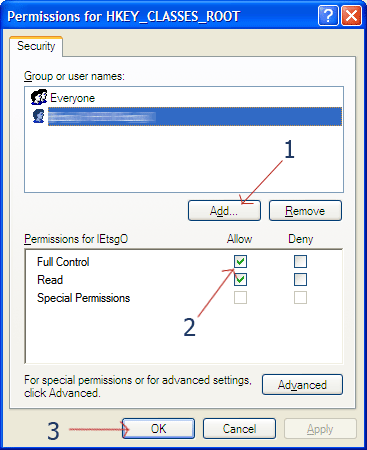 Permissions for HKEY_CLASSES_ROOT
Security
Group or user names:
Everyone
1
Add... Remove
Permissions for IEtsgO Allow Deny
Full Control
Read
Special Permissions
2
For special permissions or for advanced settings,
click Advanced.
Advanced
3
OK Cancel Apply